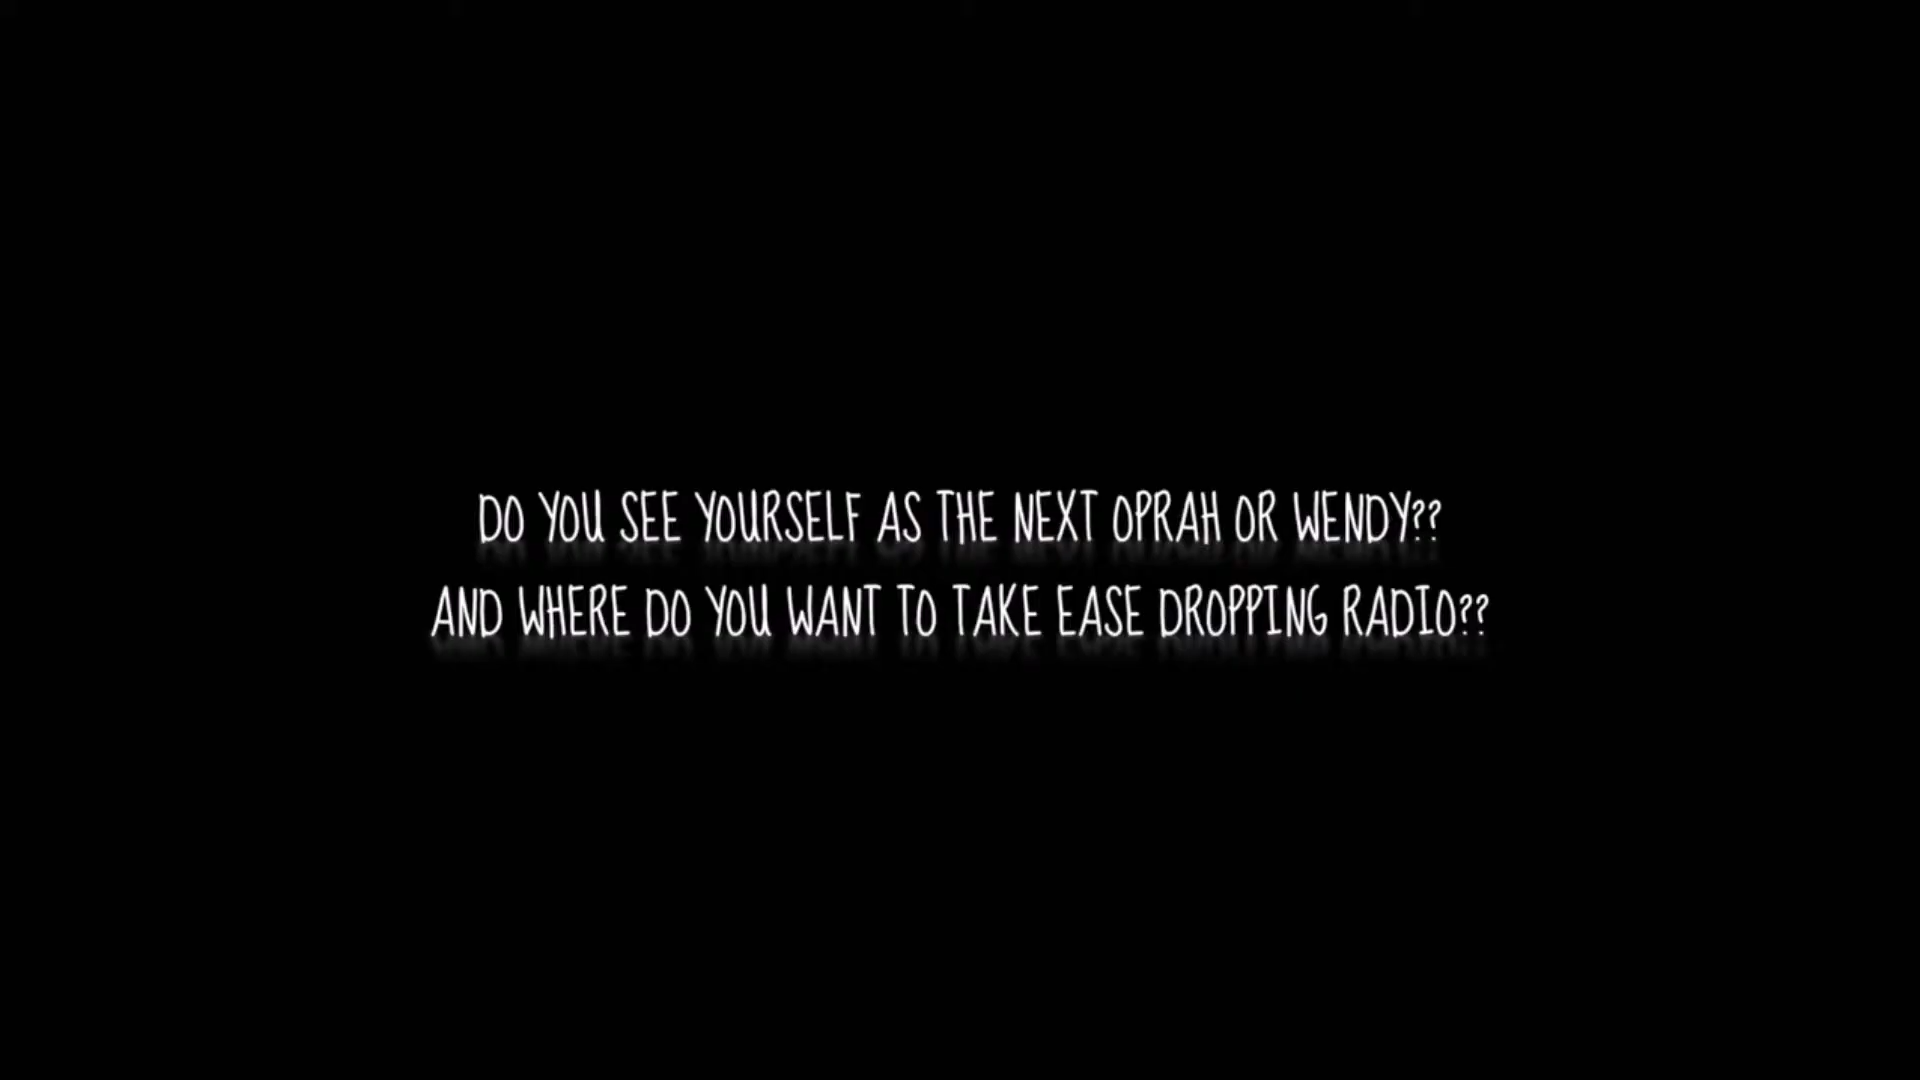 DO YOU SEE YOURSELF AS THE NEXT OPRAH OR WENDY??
AND WHERE DO YOU WANT TO TAKE EASE DROPPING RADIO??